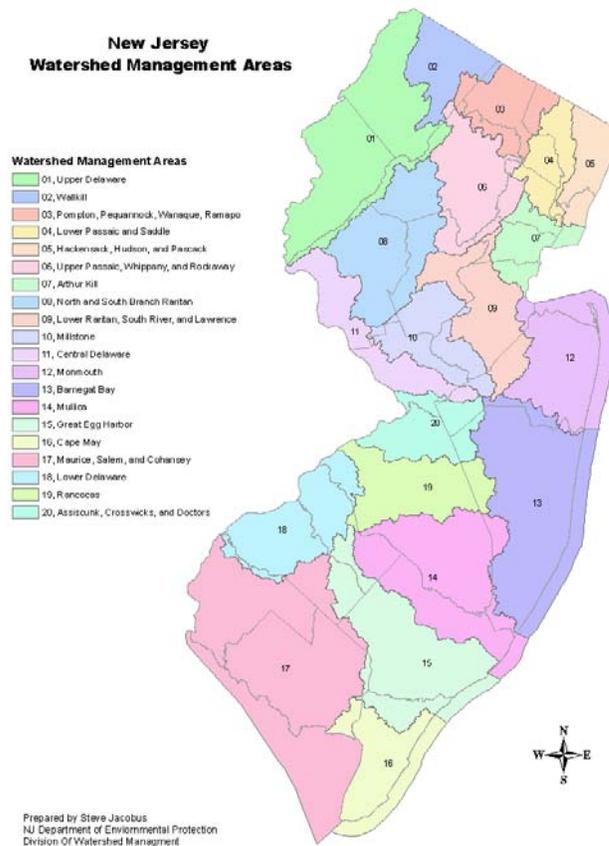 New Jersey
Watershed Management Areas
Watershed Management Areas
01, Upper Delaware
02, Wallkill
03, Pompton, Pequannock, Wanaque, Ramapo
04, Lower Passaic and Saddle
05, Hackensack, Hudson, and Pascack
06, Upper Passaic, Whippany, and Rockaway
07, Arthur Kill
08, North and South Branch Raritan
09, Lower Raritan, South River, and Lawrence
10, Millstone
11, Central Delaware
12, Monmouth
13, Barnegat Bay
14, Mullica
15, Great Egg Harbor
16, Cape May
17, Maurice, Salem, and Cohansey
18, Lower Delaware
19, Rancocas
20, Assiscunk, Crosswicks, and Doctors
02
03
01
04
05
06
07
08
09
10
11
12
20
19
13
18
14
15
17
16
N
W E
S
Prepared by Steve Jacobus
NJ Department of Enviornmental Protection
Division Of Watershed Managment